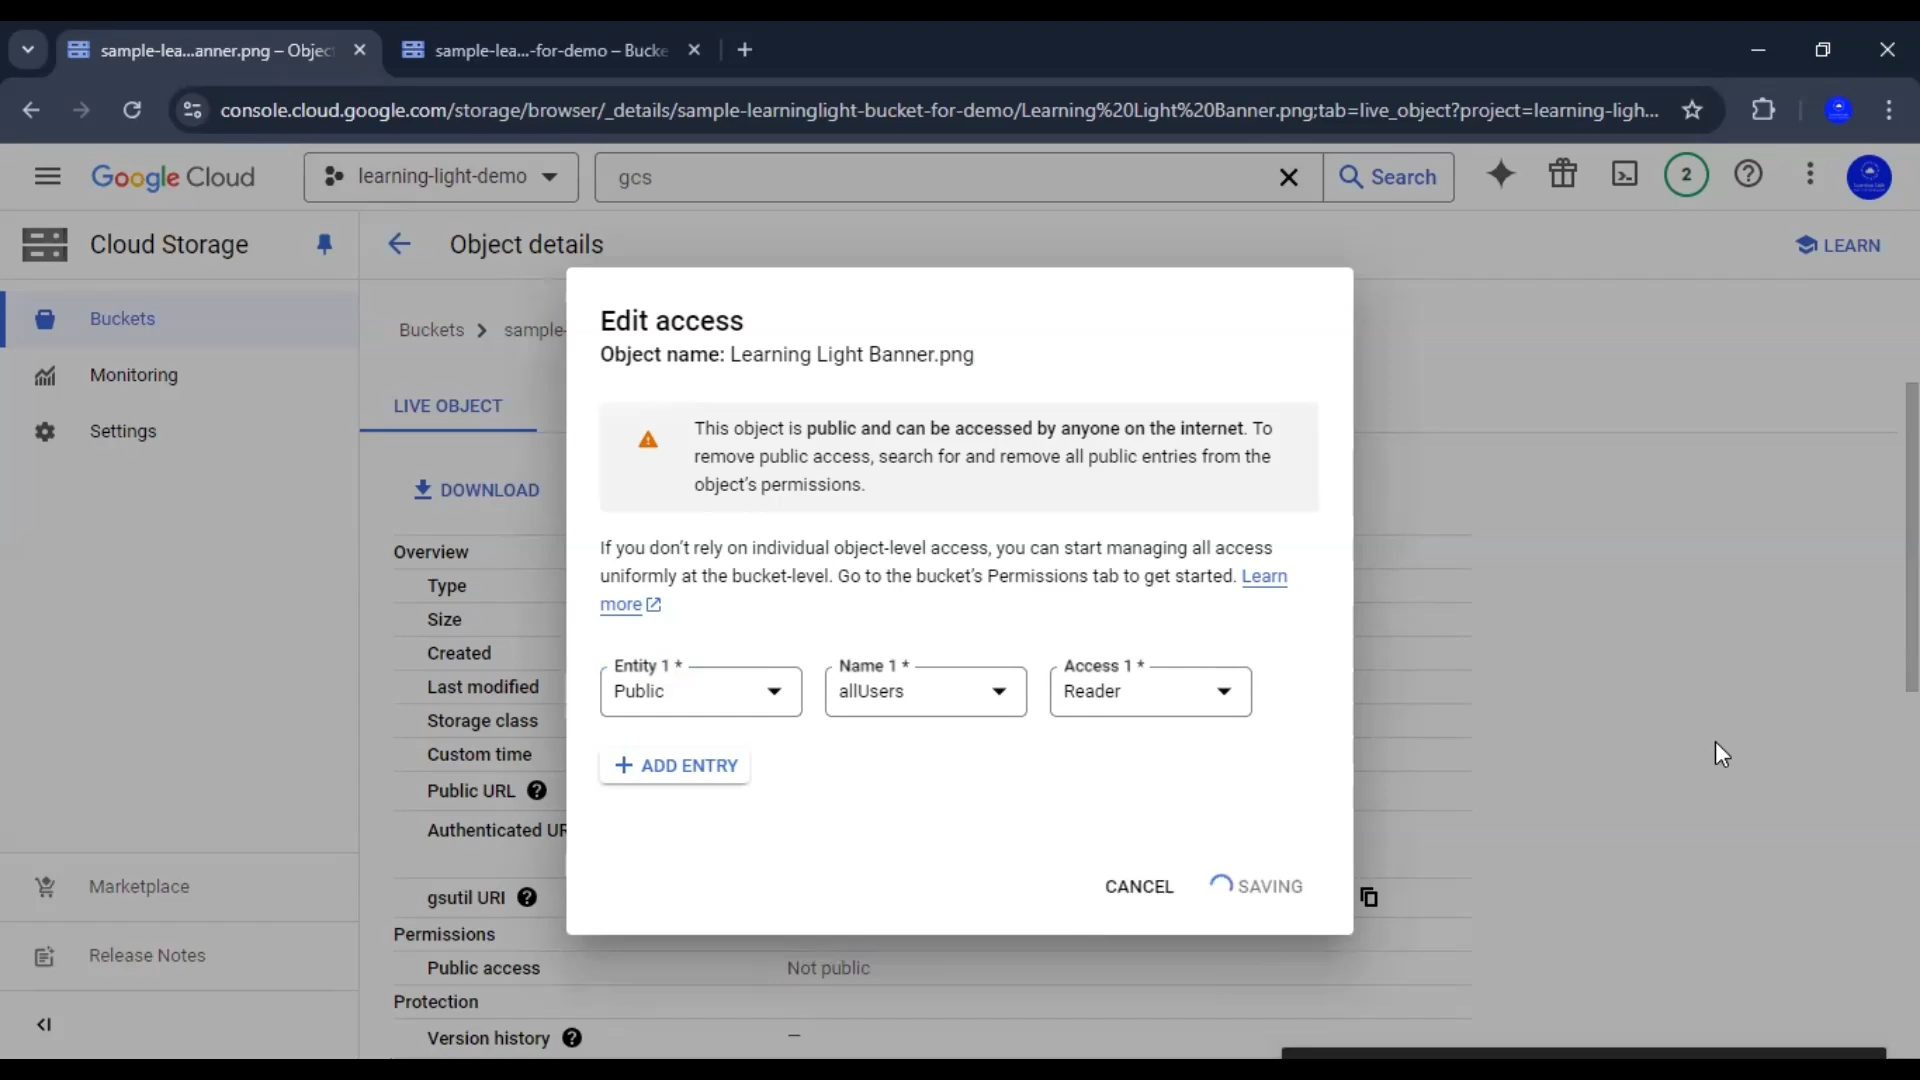 sample-lea...anner.png – Objec
sample-lea...-for-demo – Bucke
console.cloud.google.com/storage/browser/_details/sample-learninglight-bucket-for-demo/Learning%20Light%20Banner.png;tab=live_object?project=learning-ligh...
Google Cloud
learning-light-demo
gcs
Search
2
Cloud Storage
Object details
LEARN
Buckets
Monitoring
Settings
Marketplace
Release Notes
Buckets
sample-
LIVE OBJECT
DOWNLOAD
Overview
Type
Size
Created
Last modified
Storage class
Custom time
Public URL
Authenticated UR
gsutil URI
Permissions
Public access
Not public
Protection
Version history
—
Edit access
Object name: Learning Light Banner.png
This object is public and can be accessed by anyone on the internet. To
remove public access, search for and remove all public entries from the
object's permissions.
If you don't rely on individual object-level access, you can start managing all access
uniformly at the bucket-level. Go to the bucket's Permissions tab to get started. Learn
more
Entity 1 *
Public
Name 1 *
allUsers
Access 1 *
Reader
ADD ENTRY
CANCEL
SAVING